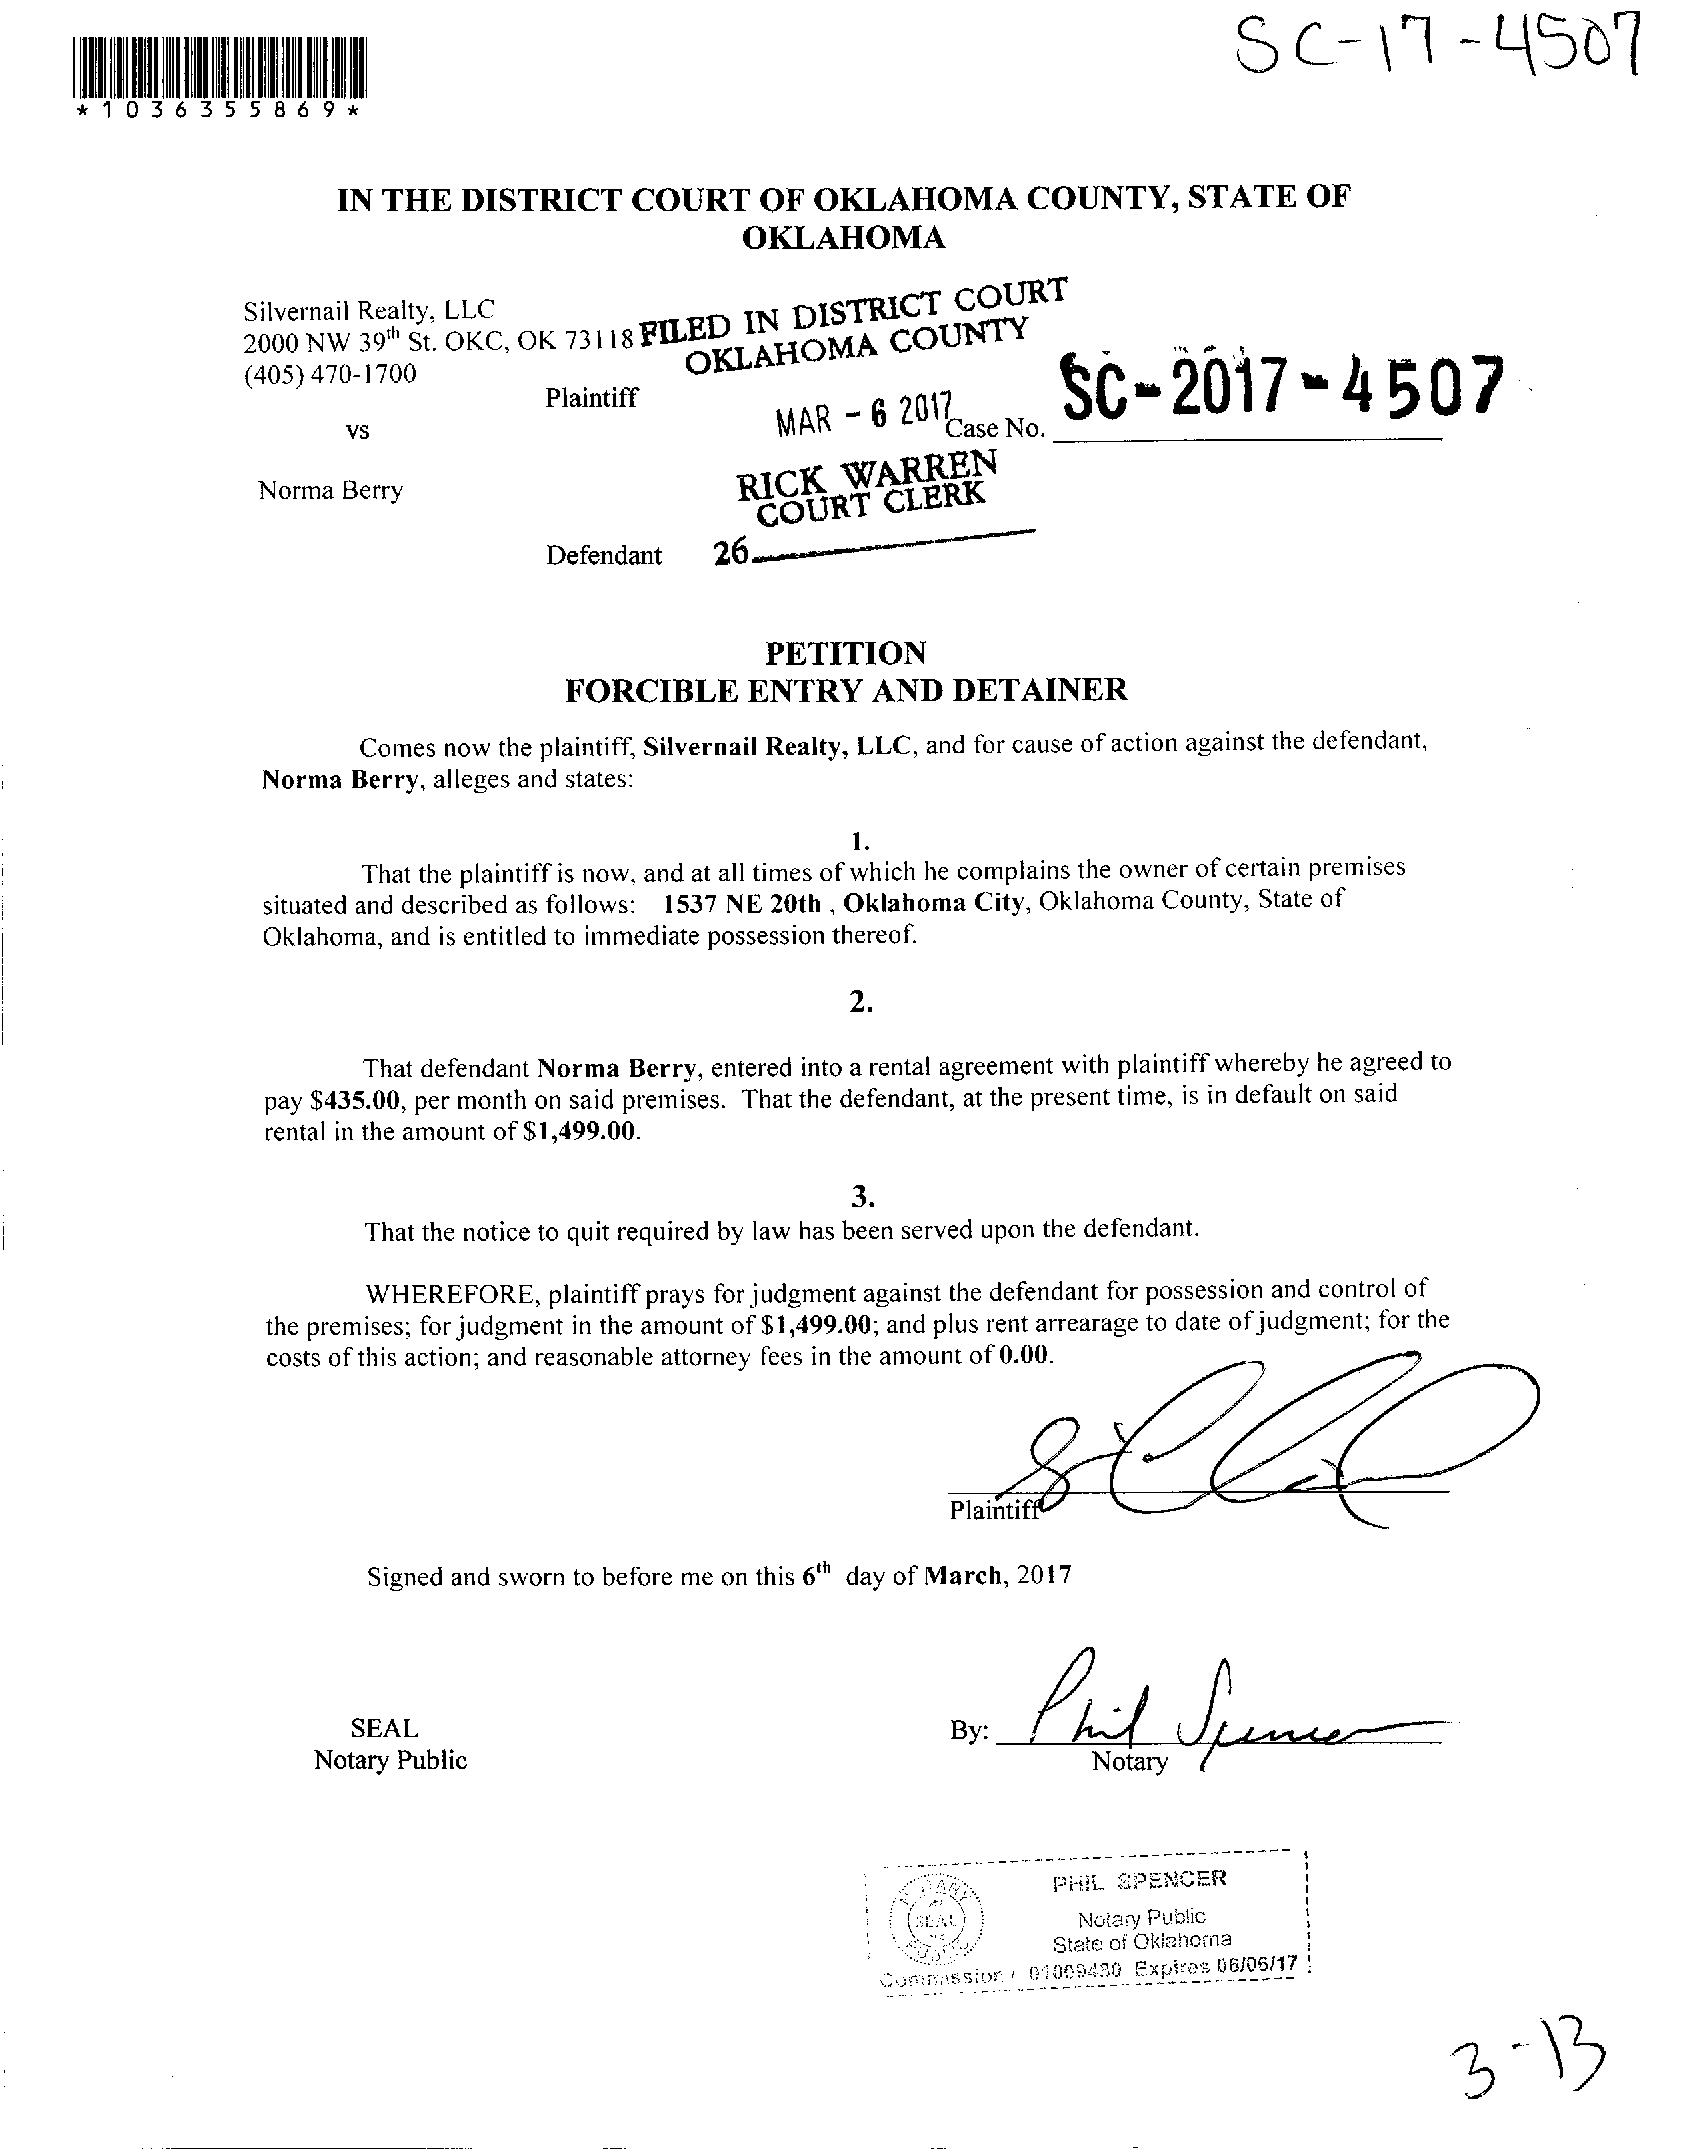 SC-17-4507
*1036355869*
IN THE DISTRICT COURT OF OKLAHOMA COUNTY, STATE OF
OKLAHOMA
Silvernail Realty, LLC
2000 NW 39th St. OKC, OK 73118
(405) 470-1700
Plaintiff
vs
Norma Berry
Defendant
FILED IN DISTRICT COURT
OKLAHOMA COUNTY
MAR - 6 2017
RICK WARREN
COURT CLERK
26
Case No. SC-2017-4507
PETITION
FORCIBLE ENTRY AND DETAINER
Comes now the plaintiff, Silvernail Realty, LLC, and for cause of action against the defendant,
Norma Berry, alleges and states:
1.
That the plaintiff is now, and at all times of which he complains the owner of certain premises
situated and described as follows: 1537 NE 20th , Oklahoma City, Oklahoma County, State of
Oklahoma, and is entitled to immediate possession thereof.
2.
That defendant Norma Berry, entered into a rental agreement with plaintiff whereby he agreed to
pay $435.00, per month on said premises. That the defendant, at the present time, is in default on said
rental in the amount of $1,499.00.
3.
That the notice to quit required by law has been served upon the defendant.
WHEREFORE, plaintiff prays for judgment against the defendant for possession and control of
the premises; for judgment in the amount of $1,499.00; and plus rent arrearage to date of judgment; for the
costs of this action; and reasonable attorney fees in the amount of 0.00.
Plaintiff
Signed and sworn to before me on this 6th day of March, 2017
SEAL
Notary Public
By: Phil Spencer
Notary
PHIL SPENCER
Notary Public
State of Oklahoma
Commission # 01009430 Expires 06/06/17
SEAL
3-13